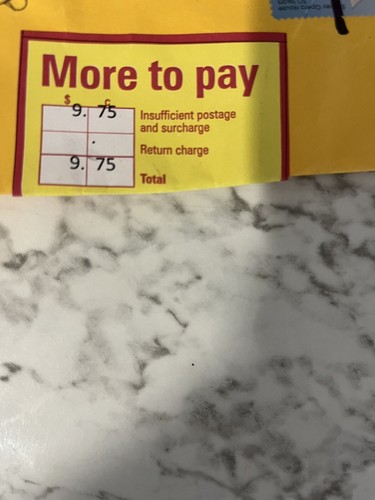 More to pay
$ c
9. 75 Insufficient postage
and surcharge
. Return charge
9. 75 Total